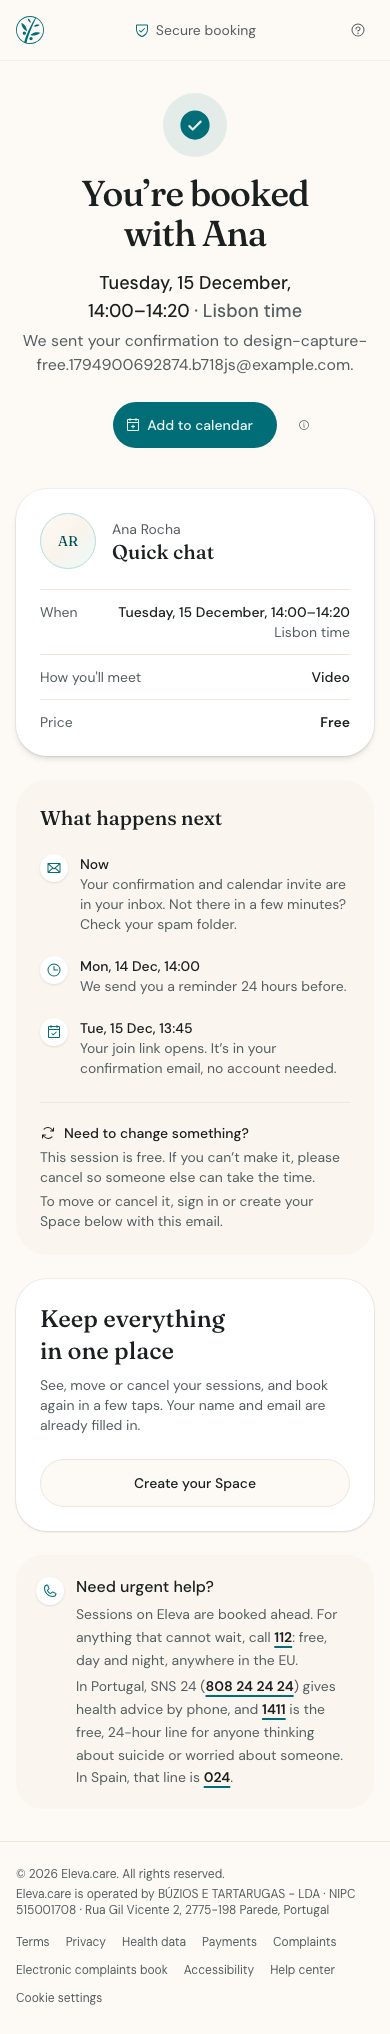 Secure booking
You’re booked
with Ana
Tuesday, 15 December,
14:00–14:20 · Lisbon time
We sent your confirmation to design-capture-
free.1794900692874.b718js@example.com.
Add to calendar
AR
Ana Rocha
Quick chat
When
Tuesday, 15 December, 14:00–14:20
Lisbon time
How you'll meet
Video
Price
Free
What happens next
Now
Your confirmation and calendar invite are
in your inbox. Not there in a few minutes?
Check your spam folder.
Mon, 14 Dec, 14:00
We send you a reminder 24 hours before.
Tue, 15 Dec, 13:45
Your join link opens. It’s in your
confirmation email, no account needed.
Need to change something?
This session is free. If you can’t make it, please
cancel so someone else can take the time.
To move or cancel it, sign in or create your
Space below with this email.
Keep everything
in one place
See, move or cancel your sessions, and book
again in a few taps. Your name and email are
already filled in.
Create your Space
Need urgent help?
Sessions on Eleva are booked ahead. For
anything that cannot wait, call 112: free,
day and night, anywhere in the EU.
In Portugal, SNS 24 (808 24 24 24) gives
health advice by phone, and 1411 is the
free, 24-hour line for anyone thinking
about suicide or worried about someone.
In Spain, that line is 024.
© 2026 Eleva.care. All rights reserved.
Eleva.care is operated by BÚZIOS E TARTARUGAS - LDA · NIPC
515001708 · Rua Gil Vicente 2, 2775-198 Parede, Portugal
Terms Privacy Health data Payments Complaints
Electronic complaints book Accessibility Help center
Cookie settings